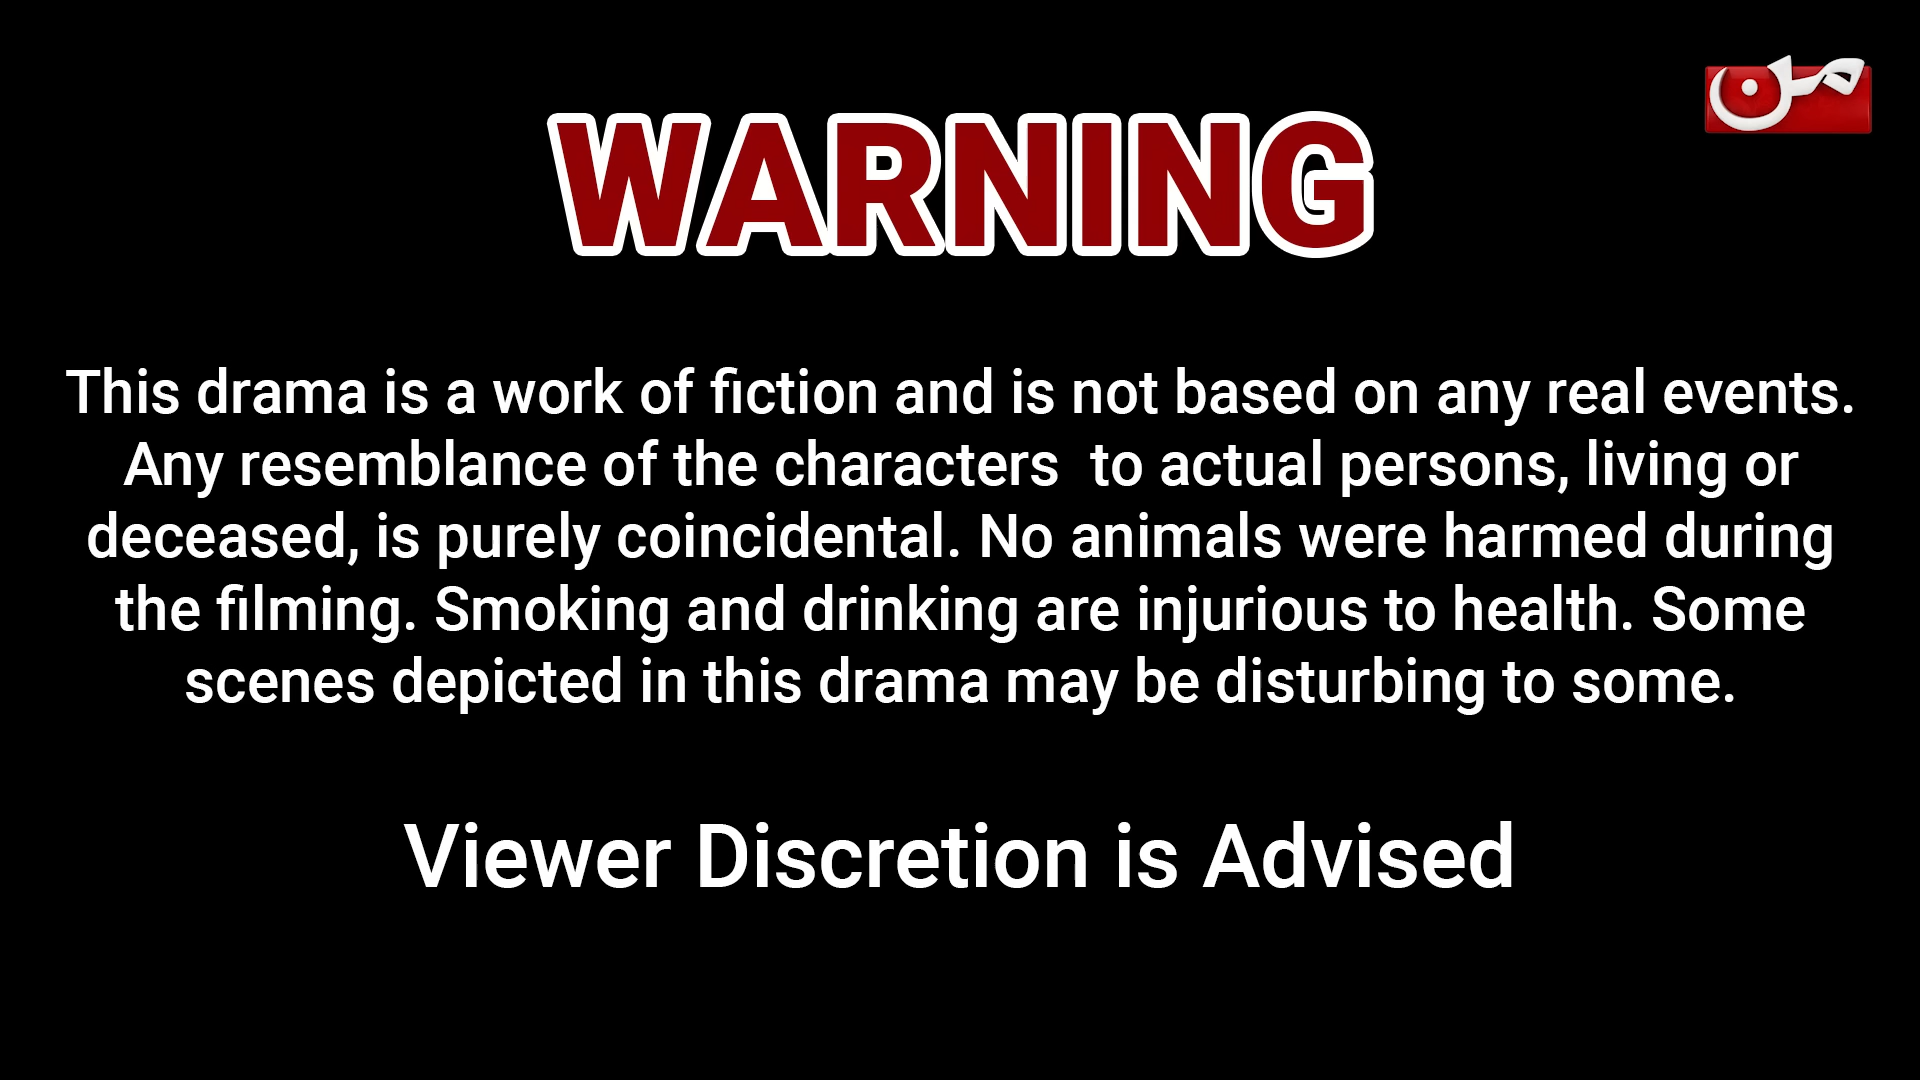 من
WARNING
This drama is a work of fiction and is not based on any real events.
Any resemblance of the characters  to actual persons, living or
deceased, is purely coincidental. No animals were harmed during
the filming. Smoking and drinking are injurious to health. Some
scenes depicted in this drama may be disturbing to some.
Viewer Discretion is Advised